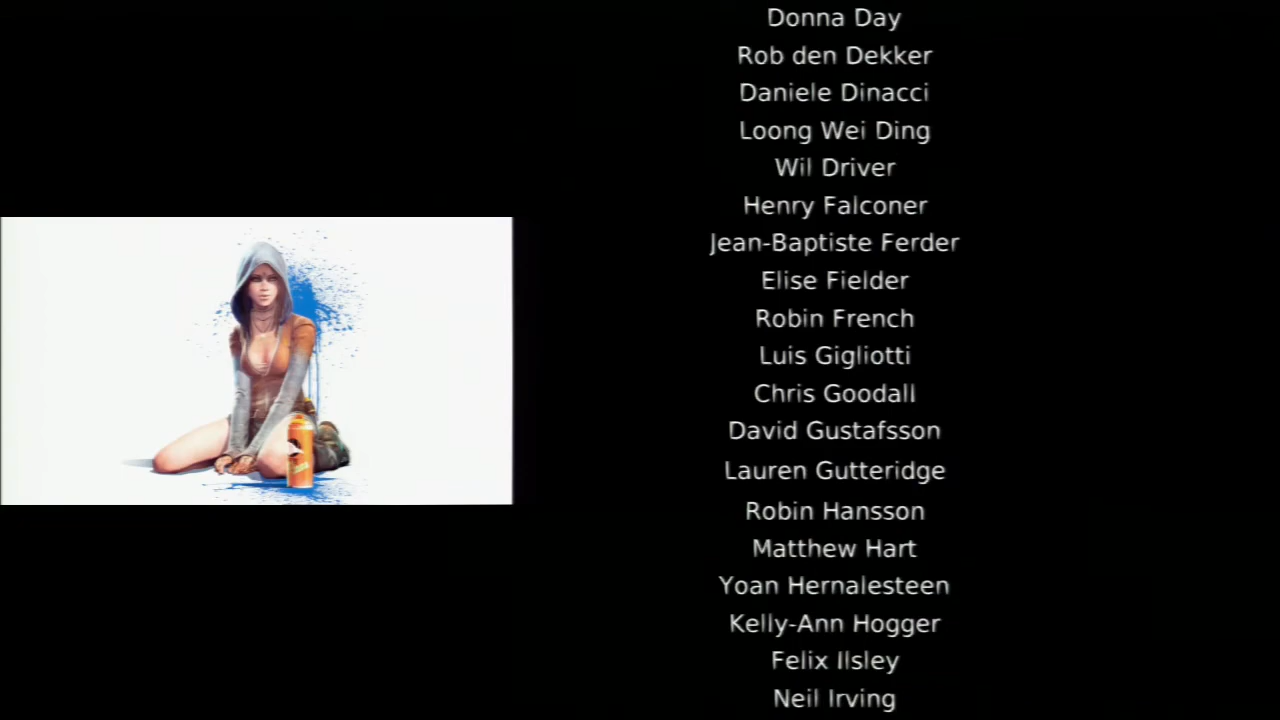 Donna Day
Rob den Dekker
Daniele Dinacci
Loong Wei Ding
Wil Driver
Henry Falconer
Jean-Baptiste Ferder
Elise Fielder
Robin French
Luis Gigliotti
Chris Goodall
David Gustafsson
Lauren Gutteridge
Robin Hansson
Matthew Hart
Yoan Hernalesteen
Kelly-Ann Hogger
Felix Ilsley
Neil Irving